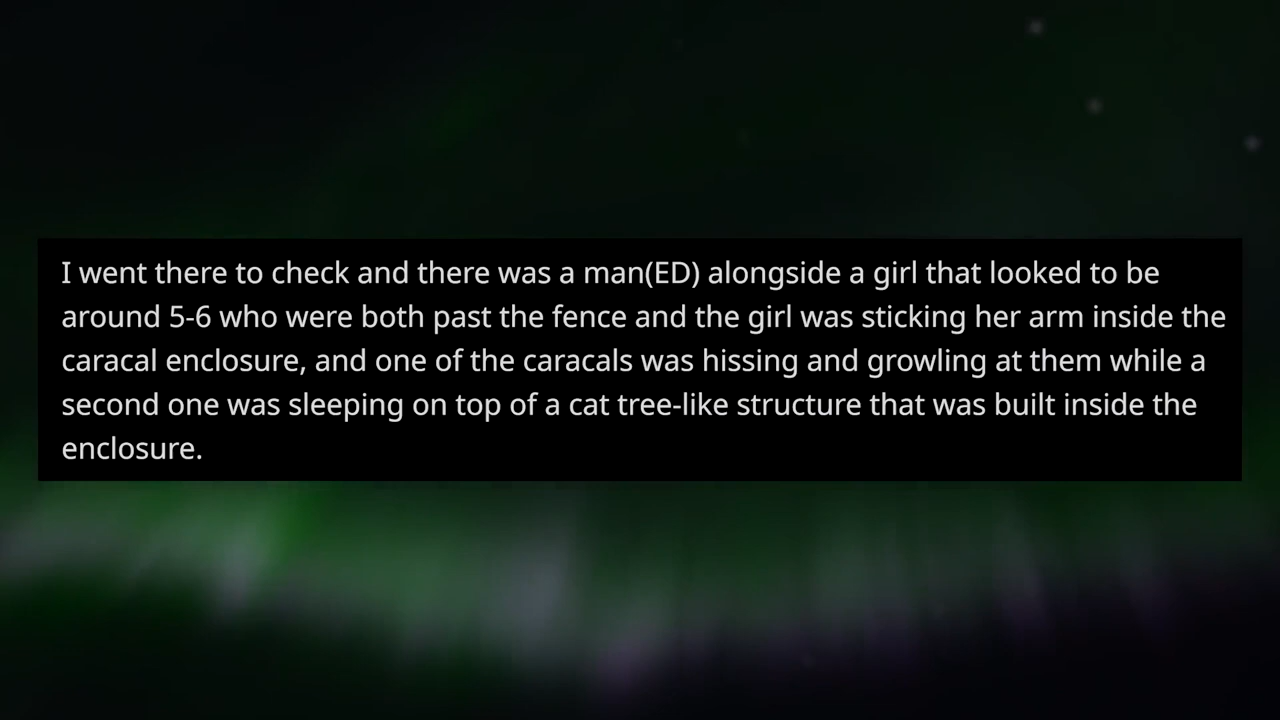 I went there to check and there was a man(ED) alongside a girl that looked to be
around 5-6 who were both past the fence and the girl was sticking her arm inside the
caracal enclosure, and one of the caracals was hissing and growling at them while a
second one was sleeping on top of a cat tree-like structure that was built inside the
enclosure.